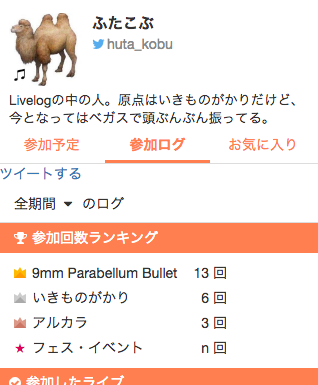 ふたこぶ
huta_kobu
Livelogの中の人。原点はいきものがかりだけど、
今となってはベガスで頭ぶんぶん振ってる。
参加予定 参加ログ お気に入り
ツイートする
全期間 のログ
参加回数ランキング
9mm Parabellum Bullet 13 回
いきものがかり 6 回
アルカラ 3 回
フェス・イベント n 回
参加したライブ